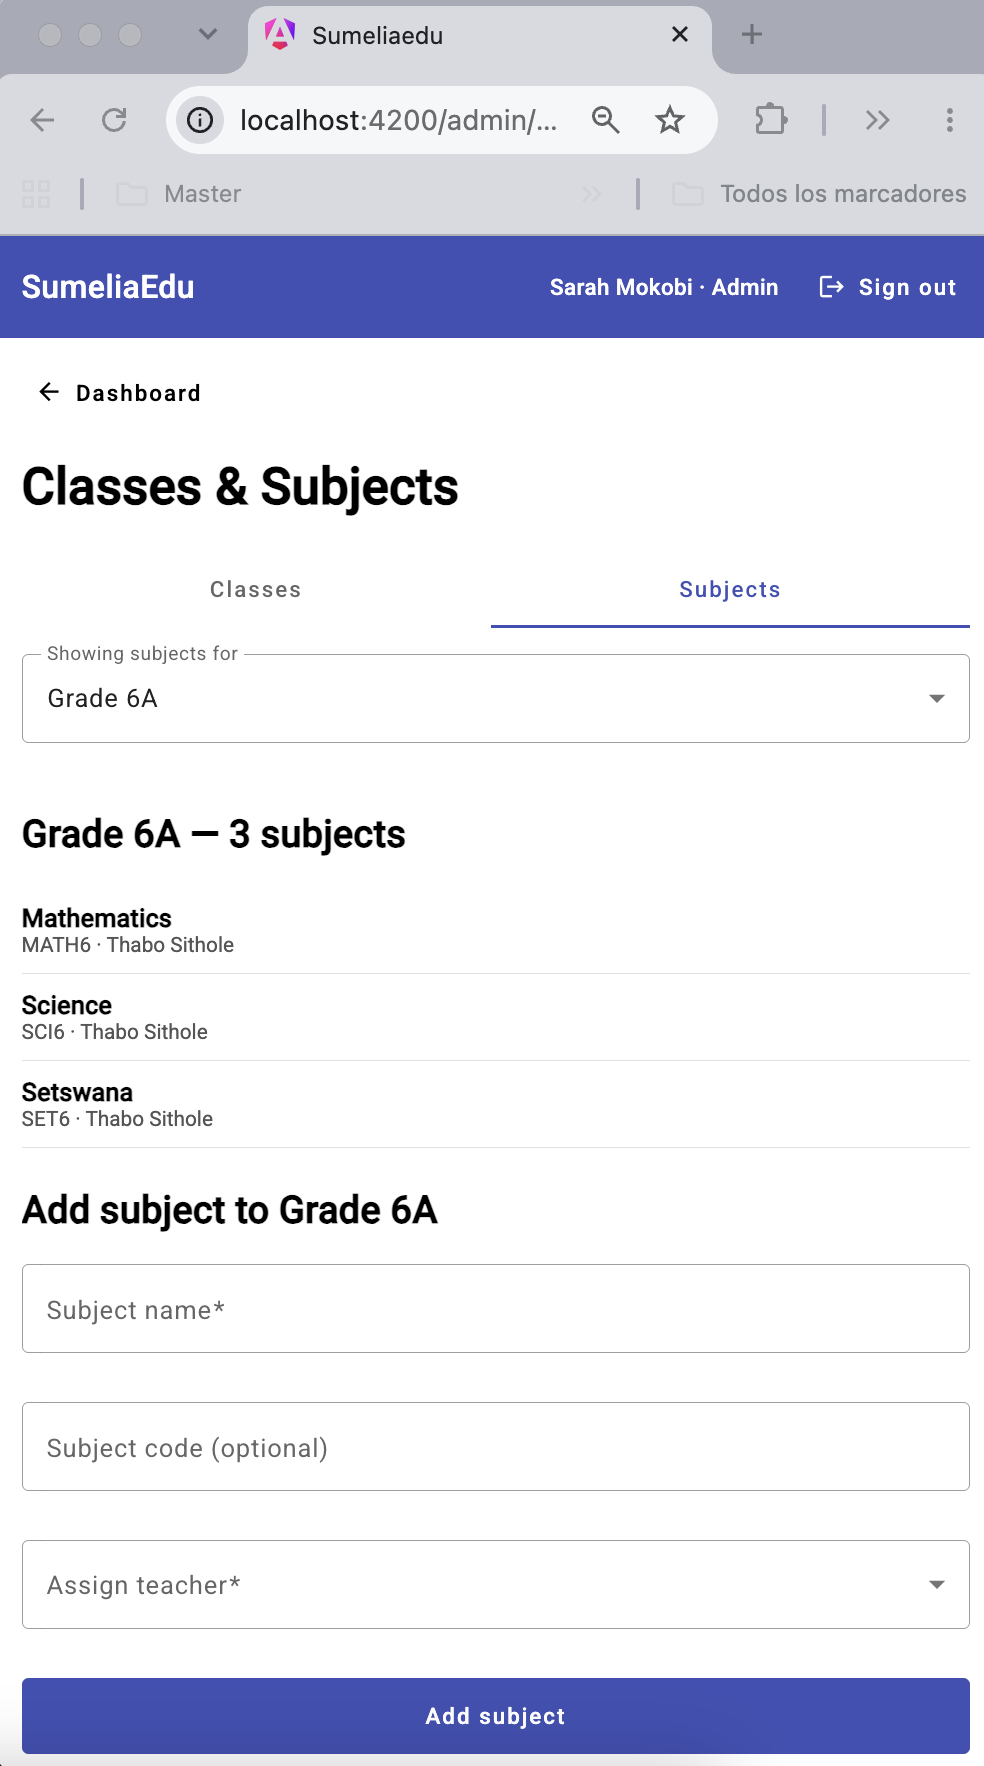 Sumeliaedu
localhost:4200/admin/...
Master
Todos los marcadores
SumeliaEdu
Sarah Mokobi · Admin
Sign out
Dashboard
Classes & Subjects
Classes
Subjects
Showing subjects for
Grade 6A
Grade 6A — 3 subjects
Mathematics
MATH6 · Thabo Sithole
Science
SCI6 · Thabo Sithole
Setswana
SET6 · Thabo Sithole
Add subject to Grade 6A
Subject name*
Subject code (optional)
Assign teacher*
Add subject